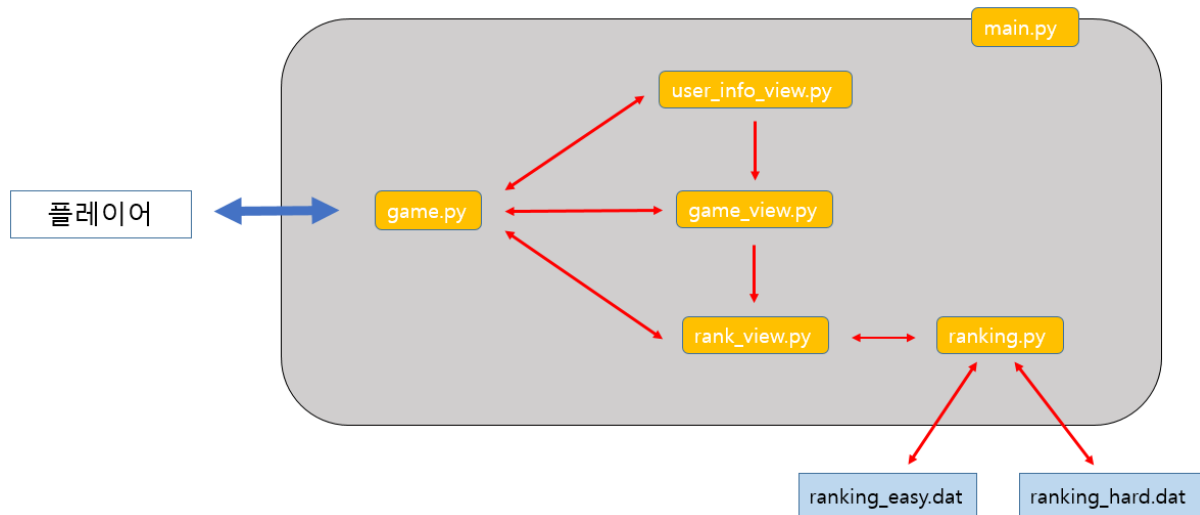 main.py
user_info_view.py
플레이어
game.py
game_view.py
rank_view.py
ranking.py
ranking_easy.dat
ranking_hard.dat